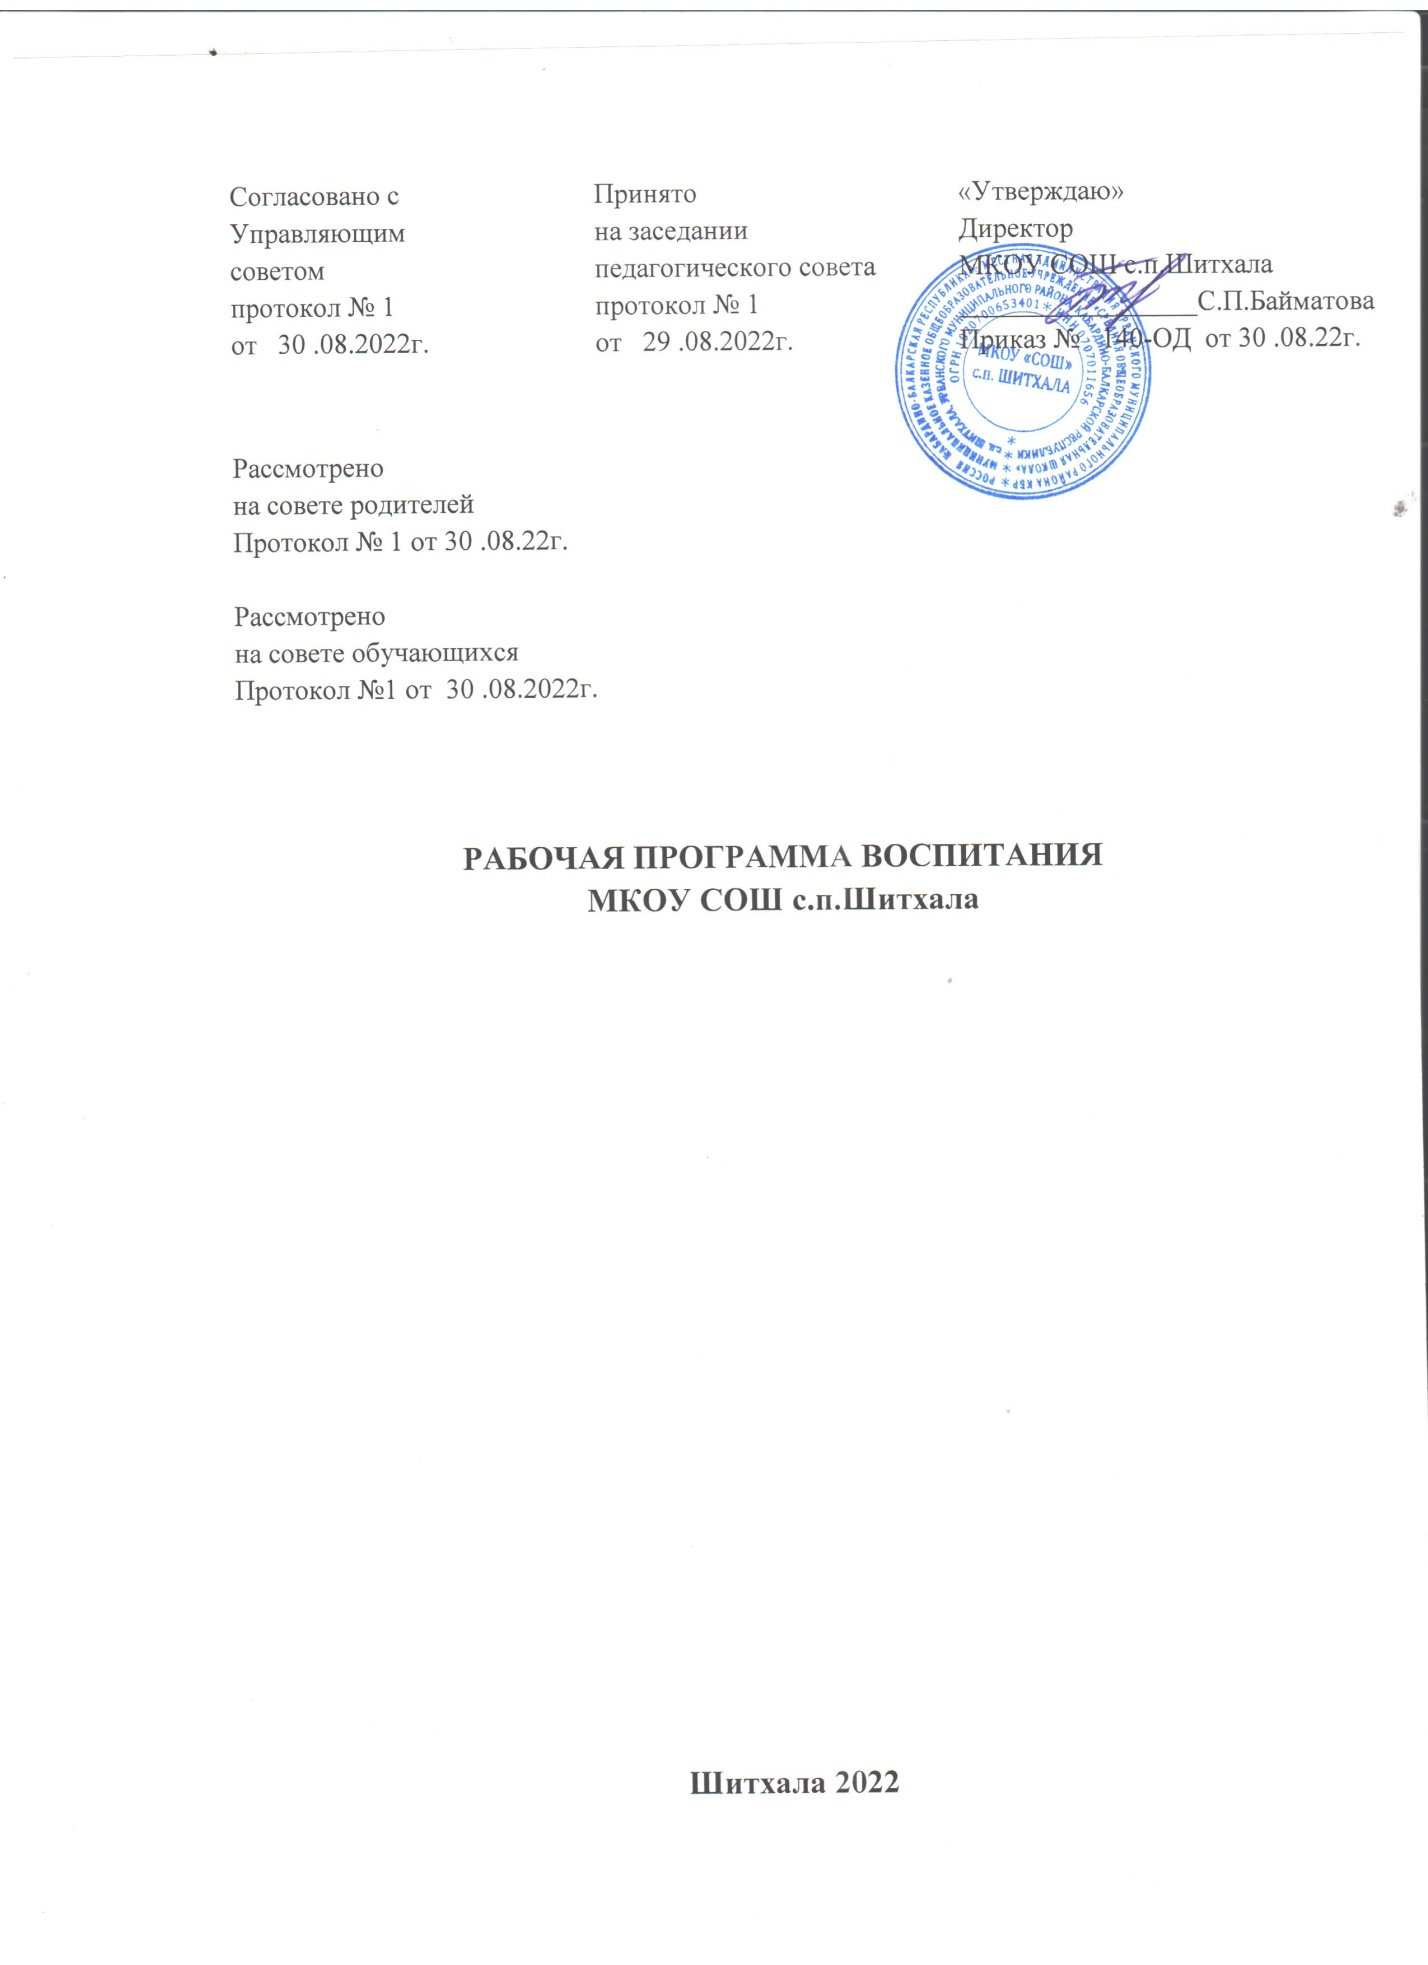 Согласовано с
Управляющим
советом
протокол № 1
от 30 .08.2022г.
Принято
на заседании
педагогического совета
протокол № 1
от 29 .08.2022г.
«Утверждаю»
Директор
МКОУ СОШ с.п.Шитхала
С.П.Байматова
Приказ № 140-ОД от 30 .08.22г.
МКОУ «СОШ»
с.п. ШИТХАЛА
Рассмотрено
на совете родителей
Протокол № 1 от 30 .08.22г.
Рассмотрено
на совете обучающихся
Протокол №1 от 30 .08.2022г.
РАБОЧАЯ ПРОГРАММА ВОСПИТАНИЯ
МКОУ СОШ с.п.Шитхала
Шитхала 2022